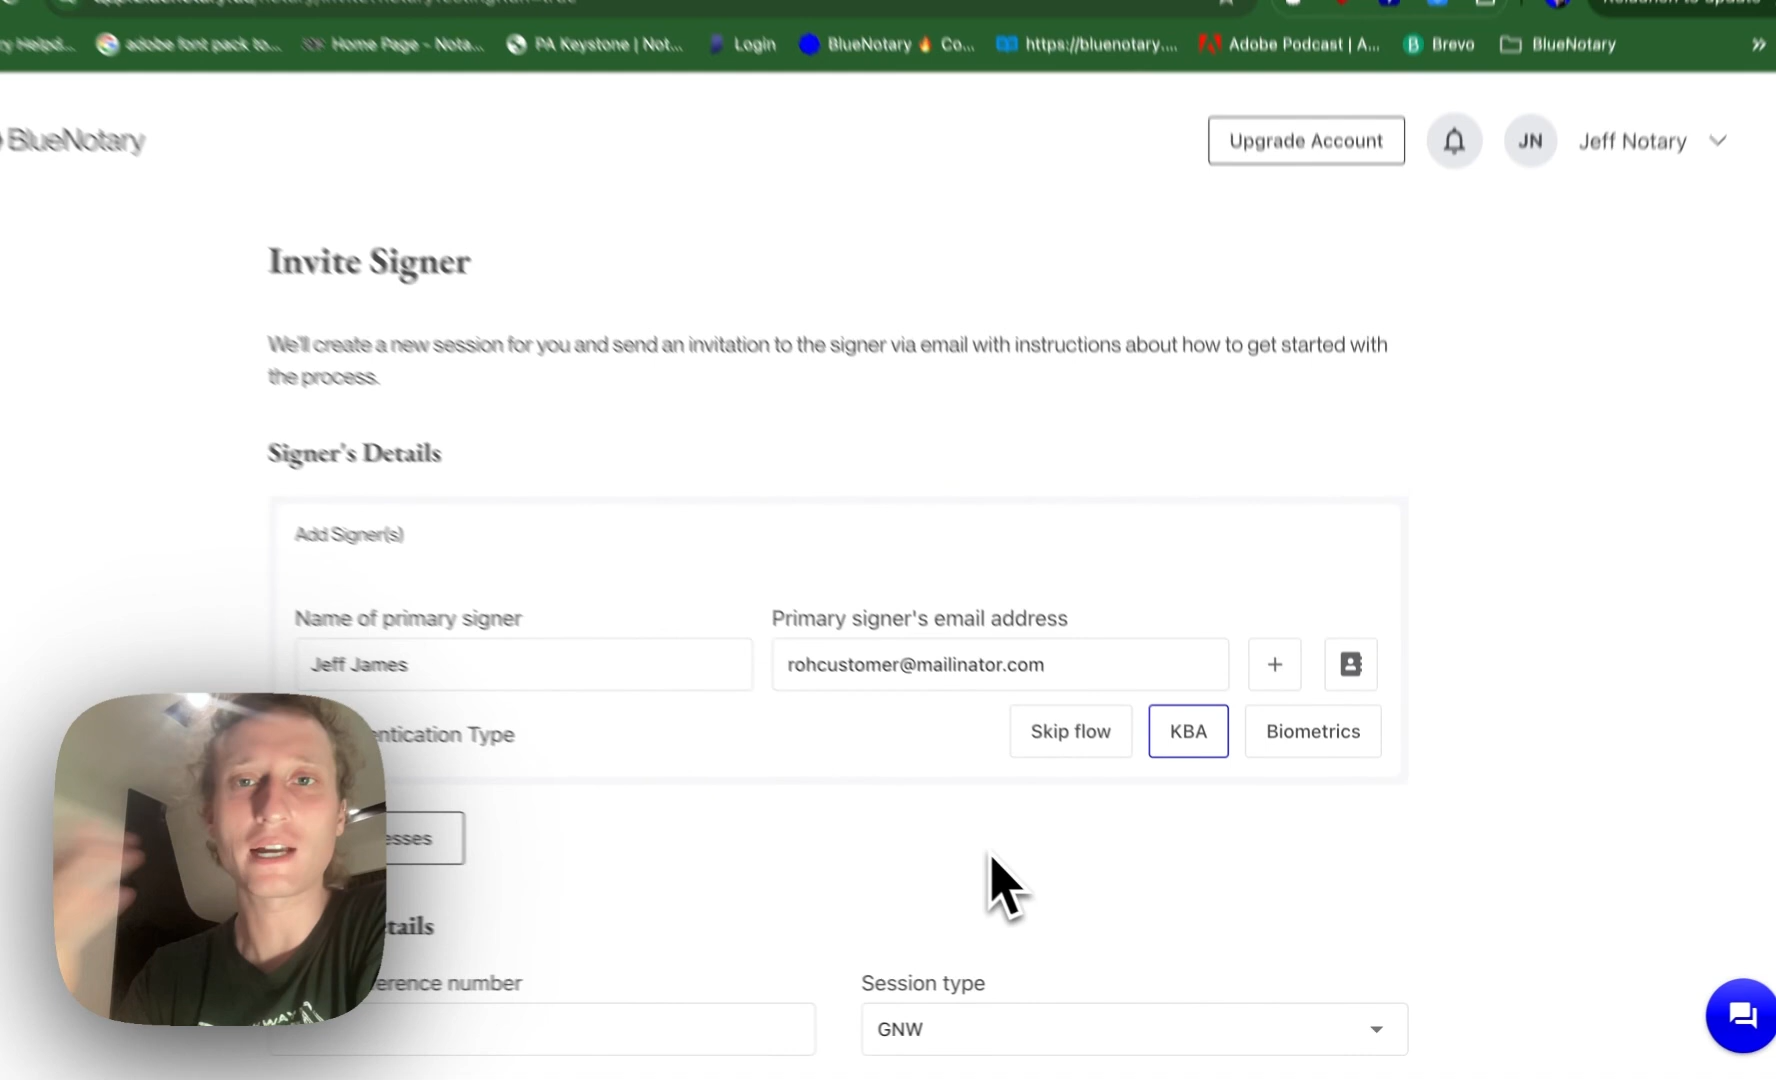 Helpd...
adobe font pack to...
Home Page - Nota...
PA Keystone | Not...
Login
BlueNotary 🔥 Co...
https://bluenotary....
Adobe Podcast | A...
Brevo
BlueNotary
BlueNotary
Upgrade Account
JN
Jeff Notary
Invite Signer
We'll create a new session for you and send an invitation to the signer via email with instructions about how to get started with
the process.
Signer's Details
Add Signer(s)
Name of primary signer
Primary signer's email address
Jeff James
rohcustomer@mailinator.com
entication Type
Skip flow
KBA
Biometrics
esses
tails
erence number
Session type
GNW